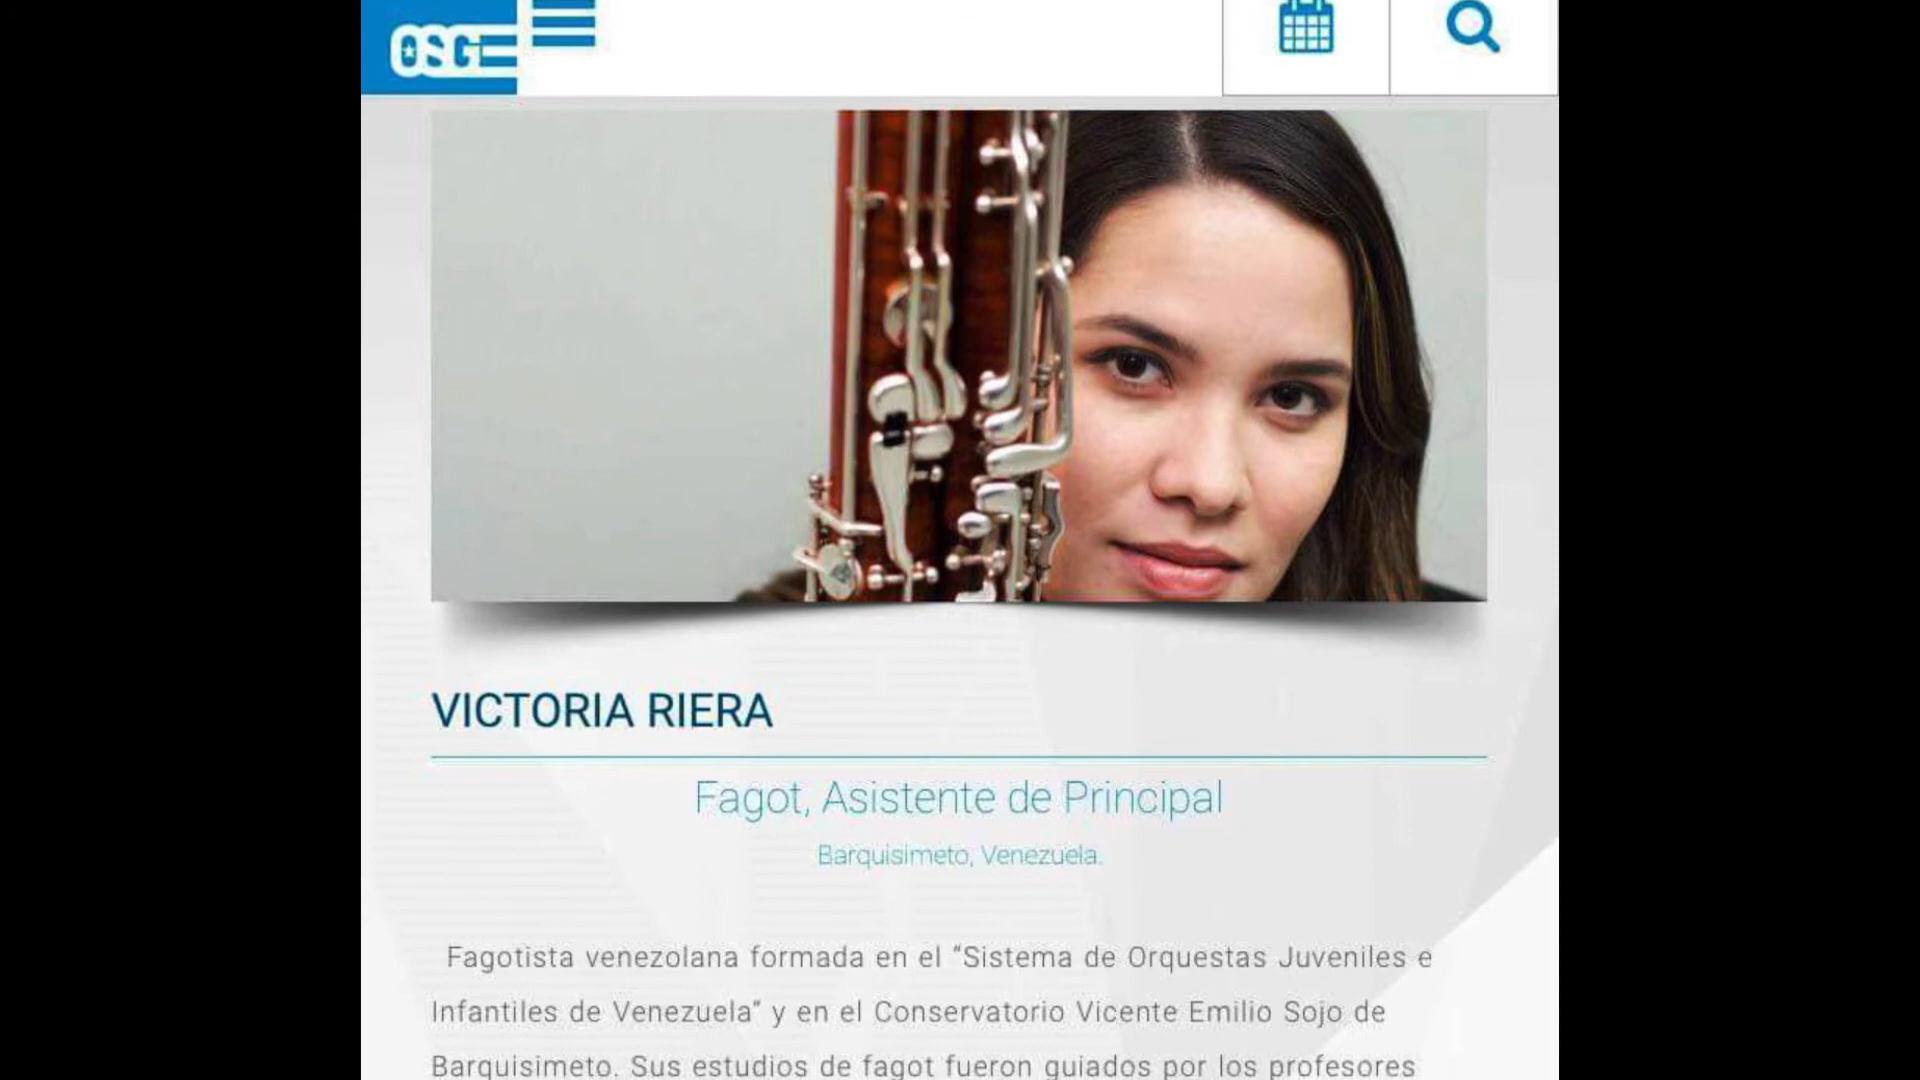 OSG
VICTORIA RIERA
Fagot, Asistente de Principal
Barquisimeto, Venezuela.
Fagotista venezolana formada en el “Sistema de Orquestas Juveniles e
Infantiles de Venezuela” y en el Conservatorio Vicente Emilio Sojo de
Barquisimeto. Sus estudios de fagot fueron guiados por los profesores